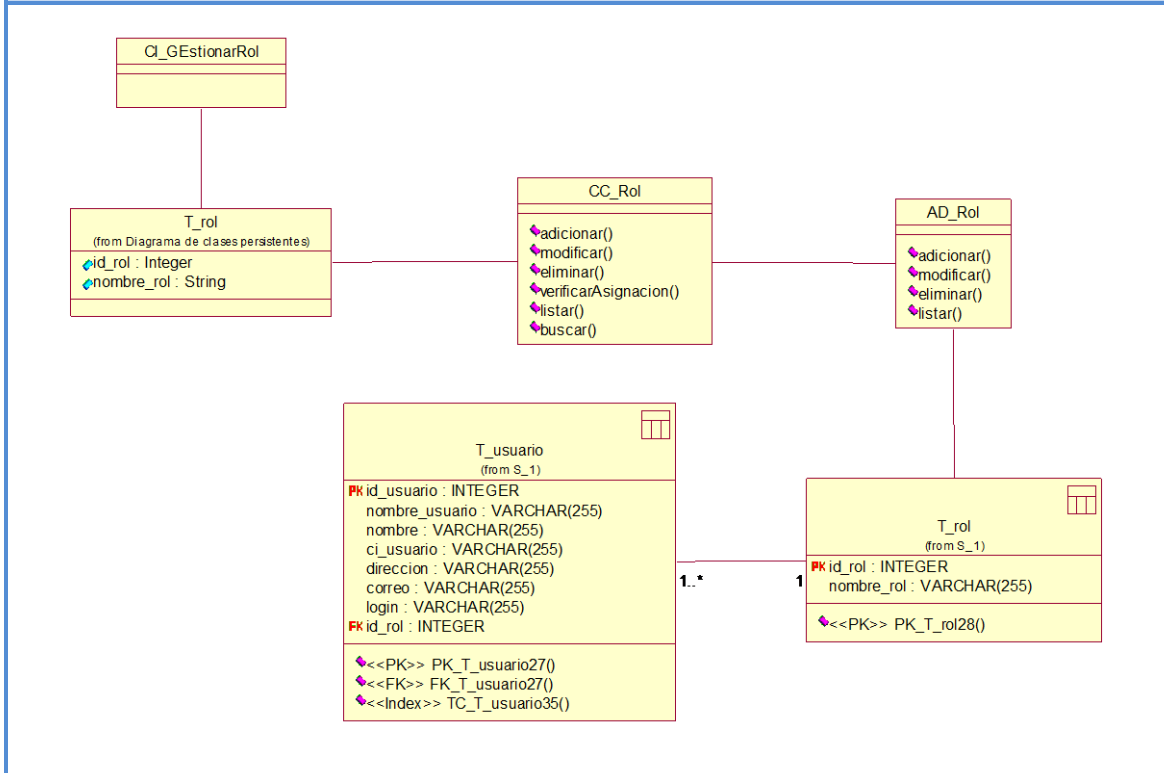 CI_GEstionarRol
T_rol
(from Diagrama de clases persistentes)
id_rol : Integer
nombre_rol : String
CC_Rol
adicionar()
modificar()
eliminar()
verificarAsignacion()
listar()
buscar()
AD_Rol
adicionar()
modificar()
eliminar()
listar()
T_usuario
(from S_1)
PK id_usuario : INTEGER
nombre_usuario : VARCHAR(255)
nombre : VARCHAR(255)
ci_usuario : VARCHAR(255)
direccion : VARCHAR(255)
correo : VARCHAR(255)
login : VARCHAR(255)
FK id_rol : INTEGER
<<PK>> PK_T_usuario27()
<<FK>> FK_T_usuario27()
<<Index>> TC_T_usuario35()
1..*
1
T_rol
(from S_1)
PK id_rol : INTEGER
nombre_rol : VARCHAR(255)
<<PK>> PK_T_rol28()